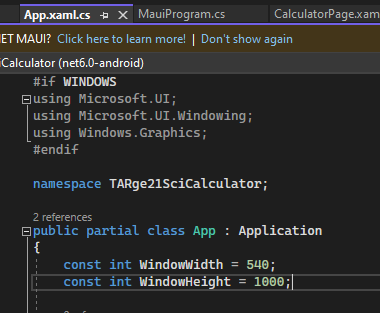 App.xaml.cs MauiProgram.cs CalculatorPage.xam
ET MAUI? Click here to learn more! | Don't show again
iCalculator (net6.0-android)
#if WINDOWS
using Microsoft.UI;
using Microsoft.UI.Windowing;
using Windows.Graphics;
#endif
namespace TARge21SciCalculator;
2 references
public partial class App : Application
{
const int WindowWidth = 540;
const int WindowHeight = 1000;